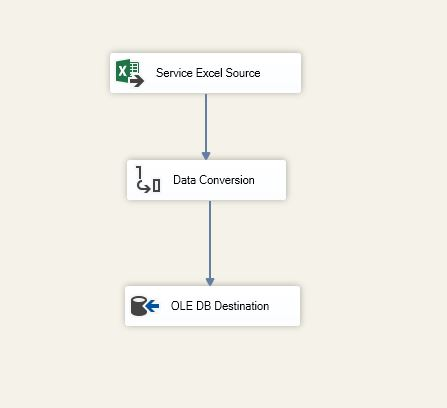 Service Excel Source
Data Conversion
OLE DB Destination